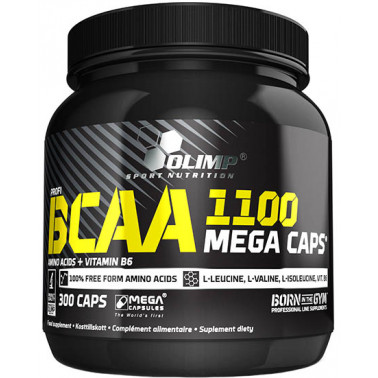 OLIMP
SPORT NUTRITION
PROFI
BCAA 1100
MEGA CAPS
AMINO ACIDS + VITAMIN B6
100% FREE FORM AMINO ACIDS
L-LEUCINE, L-VALINE, L-ISOLEUCINE, VIT. B6
300 CAPS
MEGA
CAPSULES
The World's first
BORN IN THE GYM
PROFESSIONAL LINE SUPPLEMENTS
Food supplement • Kosttillskott • Complément alimentaire • Suplement diety